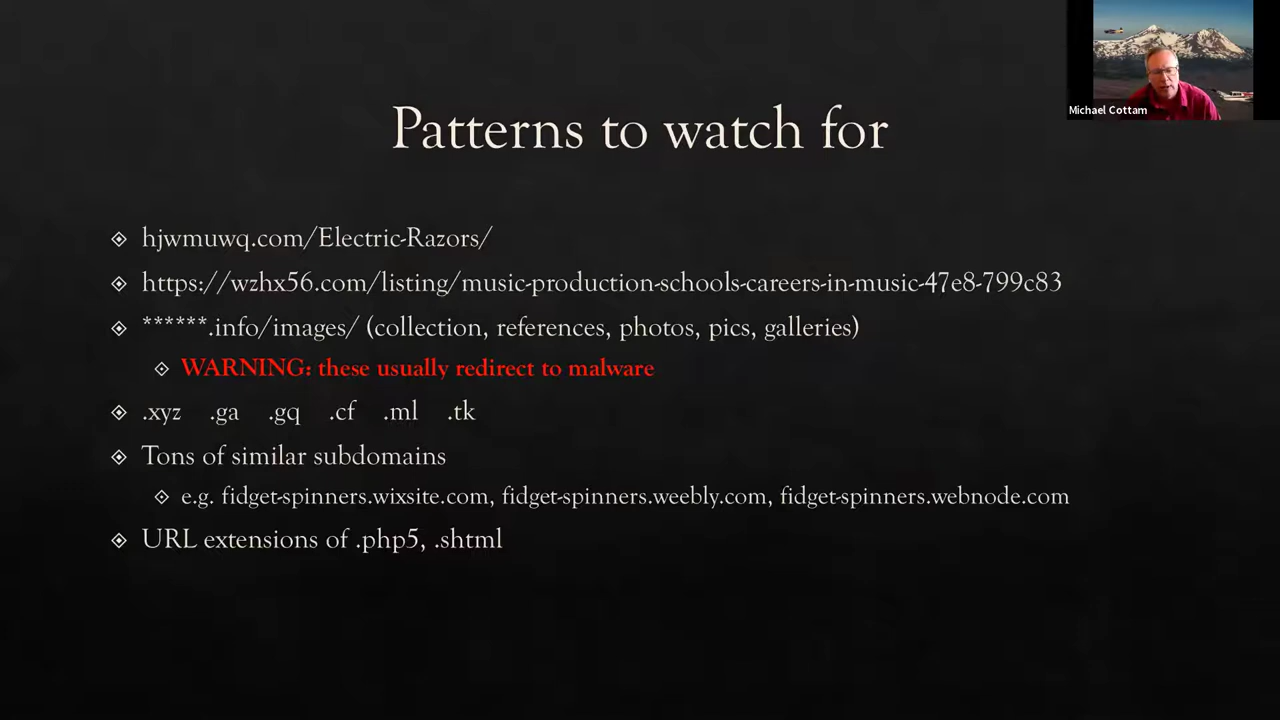 Michael Cottam
Patterns to watch for
hjwmuwq.com/Electric-Razors/
https://wzhx56.com/listing/music-production-schools-careers-in-music-47e8-799c83
******.info/images/ (collection, references, photos, pics, galleries)
WARNING: these usually redirect to malware
.xyz .ga .gq .cf .ml .tk
Tons of similar subdomains
e.g. fidget-spinners.wixsite.com, fidget-spinners.weebly.com, fidget-spinners.webnode.com
URL extensions of .php5, .shtml